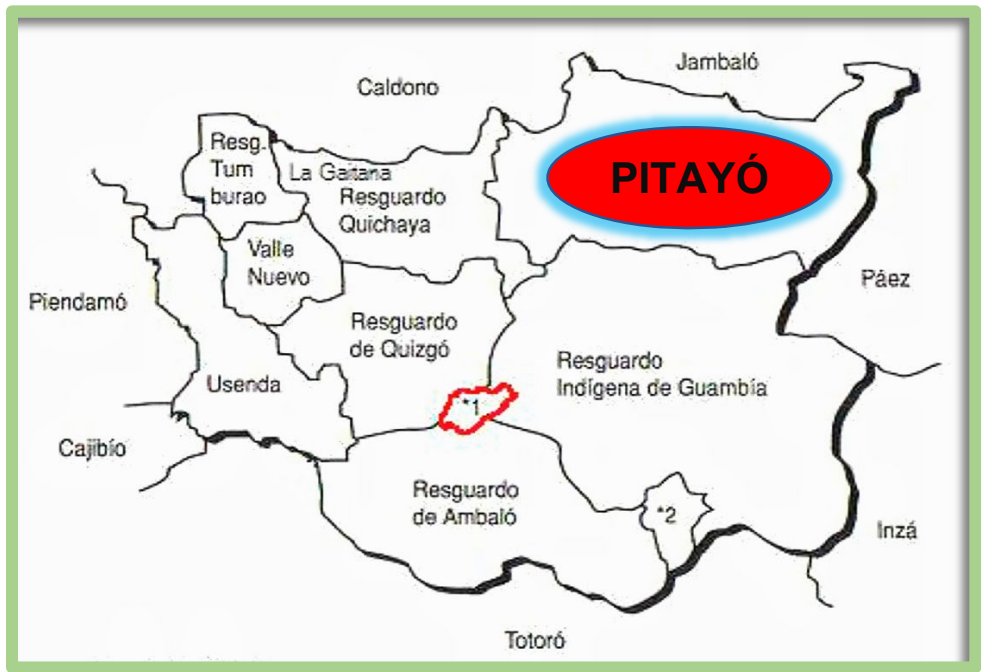 Jambaló
Caldono
Resg.
Tum
burao
La Gaitana
Resguardo
Quichaya
PITAYÓ
Valle
Nuevo
Páez
Piendamó
Resguardo
de Quizgó
Resguardo
Indígena de Guambía
Usenda
*1
Cajibío
Resguardo
de Ambaló
*2
Inzá
Totoró